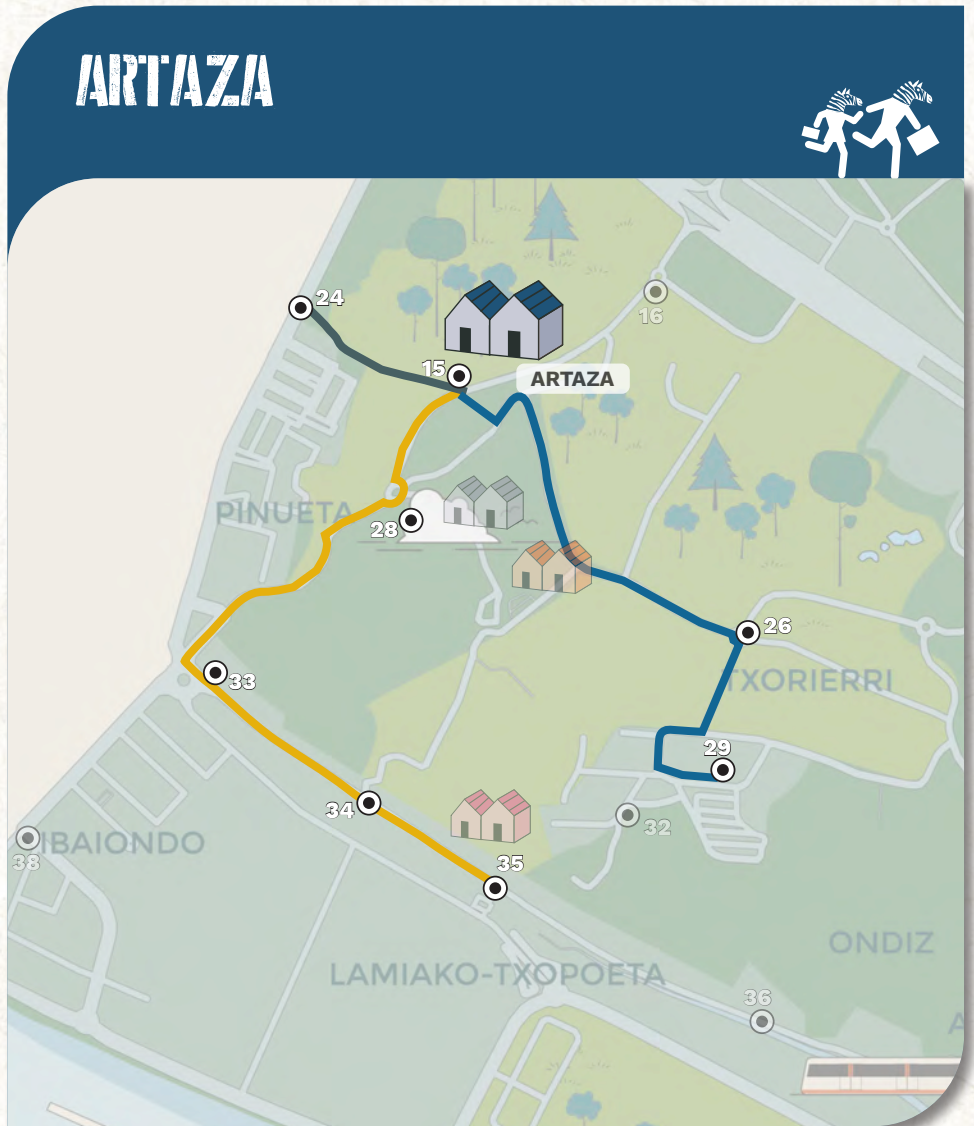 ARTAZA
24
16
15
ARTAZA
PINUETA
28
26
33
TXORIERRI
29
34
32
38
IBAIONDO
35
ONDIZ
LAMIAKO-TXOPOETA
36
A